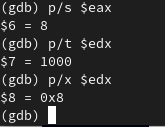 (gdb) p/s $eax
$6 = 8
(gdb) p/t $edx
$7 = 1000
(gdb) p/x $edx
$8 = 0x8
(gdb)